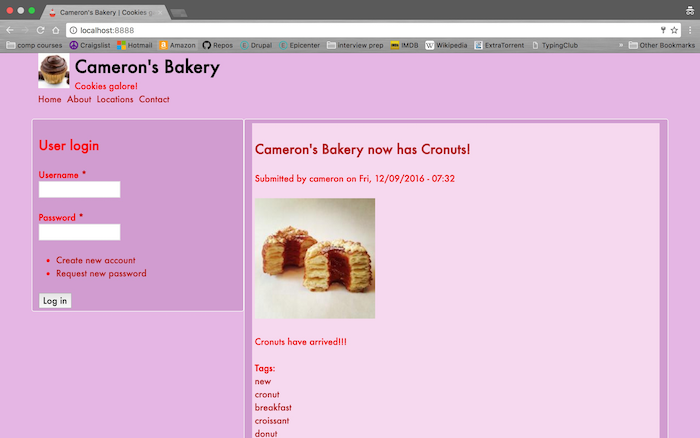 Cameron's Bakery | Cookies g
localhost:8888
comp courses Craigslist Hotmail Amazon Repos Drupal Epicenter interview prep IMDB Wikipedia ExtraTorrent TypingClub » Other Bookmarks
Cameron's Bakery
Cookies galore!
Home About Locations Contact
User login
Username *
Password *
Create new account
Request new password
Log in
Cameron's Bakery now has Cronuts!
Submitted by cameron on Fri, 12/09/2016 - 07:32
Cronuts have arrived!!!
Tags:
new
cronut
breakfast
croissant
donut